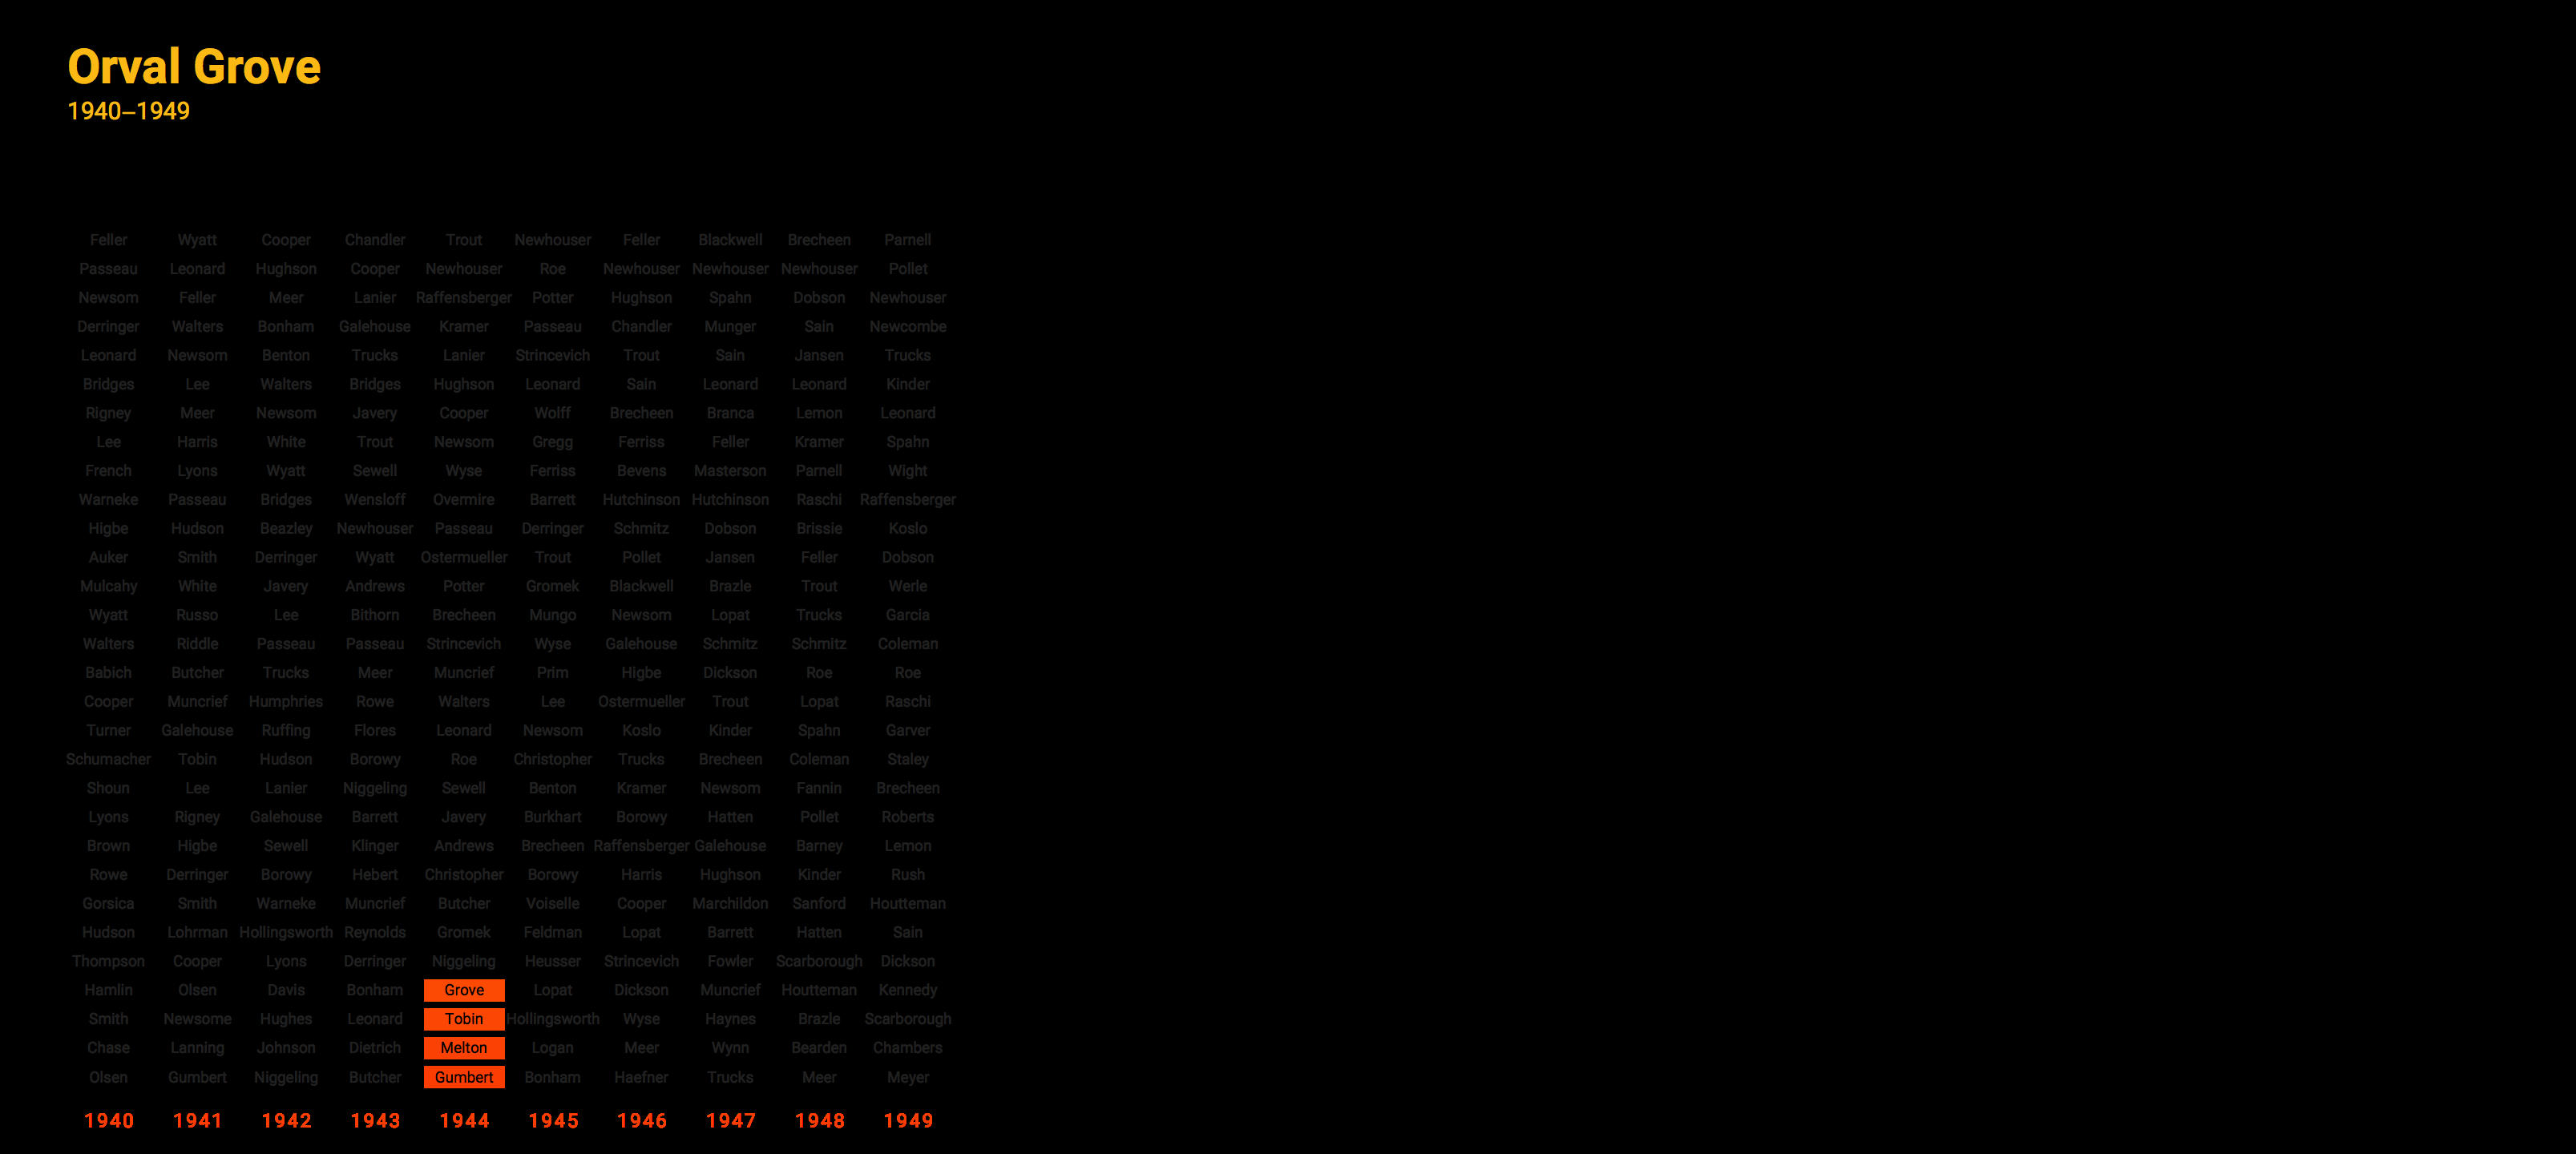 Orval Grove
1940–1949
Feller Wyatt Cooper Chandler Trout Newhouser Feller Blackwell Brecheen Parnell
Passeau Leonard Hughson Cooper Newhouser Roe Newhouser Newhouser Newhouser Pollet
Newsom Feller Meer Lanier Raffensberger Potter Hughson Spahn Dobson Newhouser
Derringer Walters Bonham Galehouse Kramer Passeau Chandler Munger Sain Newcombe
Leonard Newsom Benton Trucks Lanier Strincevich Trout Sain Jansen Trucks
Bridges Lee Walters Bridges Hughson Leonard Sain Leonard Leonard Kinder
Rigney Meer Newsom Javery Cooper Wolff Brecheen Branca Lemon Leonard
Lee Harris White Trout Newsom Gregg Ferriss Feller Kramer Spahn
French Lyons Wyatt Sewell Wyse Ferriss Bevens Masterson Parnell Wight
Warneke Passeau Bridges Wensloff Overmire Barrett Hutchinson Hutchinson Raschi Raffensberger
Higbe Hudson Beazley Newhouser Passeau Derringer Schmitz Dobson Brissie Koslo
Auker Smith Derringer Wyatt Ostermueller Trout Pollet Jansen Feller Dobson
Mulcahy White Javery Andrews Potter Gromek Blackwell Brazle Trout Werle
Wyatt Russo Lee Bithorn Brecheen Mungo Newsom Lopat Trucks Garcia
Walters Riddle Passeau Passeau Strincevich Wyse Galehouse Schmitz Schmitz Coleman
Babich Butcher Trucks Meer Muncrief Prim Higbe Dickson Roe Roe
Cooper Muncrief Humphries Rowe Walters Lee Ostermueller Trout Lopat Raschi
Turner Galehouse Ruffing Flores Leonard Newsom Koslo Kinder Spahn Garver
Schumacher Tobin Hudson Borowy Roe Christopher Trucks Brecheen Coleman Staley
Shoun Lee Lanier Niggeling Sewell Benton Kramer Newsom Fannin Brecheen
Lyons Rigney Galehouse Barrett Javery Burkhart Borowy Hatten Pollet Roberts
Brown Higbe Sewell Klinger Andrews Brecheen Raffensberger Galehouse Barney Lemon
Rowe Derringer Borowy Hebert Christopher Borowy Harris Hughson Kinder Rush
Gorsica Smith Warneke Muncrief Butcher Voiselle Cooper Marchildon Sanford Houtteman
Hudson Lohrman Hollingsworth Reynolds Gromek Feldman Lopat Barrett Hatten Sain
Thompson Cooper Lyons Derringer Niggeling Heusser Strincevich Fowler Scarborough Dickson
Hamlin Olsen Davis Bonham Grove Lopat Dickson Muncrief Houtteman Kennedy
Smith Newsome Hughes Leonard Tobin Hollingsworth Wyse Haynes Brazle Scarborough
Chase Lanning Johnson Dietrich Melton Logan Meer Wynn Bearden Chambers
Olsen Gumbert Niggeling Butcher Gumbert Bonham Haefner Trucks Meer Meyer
1940 1941 1942 1943 1944 1945 1946 1947 1948 1949